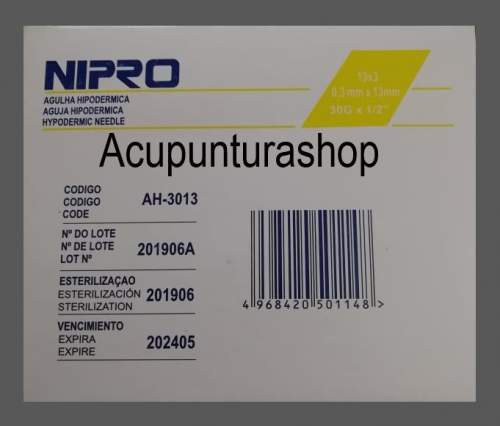 NIPRO
AGULHA HIPODERMICA
AGUJA HIPODERMICA
HYPODERMIC NEEDLE
13x3
0,3 mm x 13mm
30G x 1/2"
Acupunturashop
CODIGO
CODIGO
CODE
AH-3013
Nº DO LOTE
Nº DE LOTE
LOT Nº
201906A
ESTERILIZAÇAO
ESTERILIZACIÓN
STERILIZATION
201906
VENCIMIENTO
EXPIRA
EXPIRE
202405
4 968420 501148 >